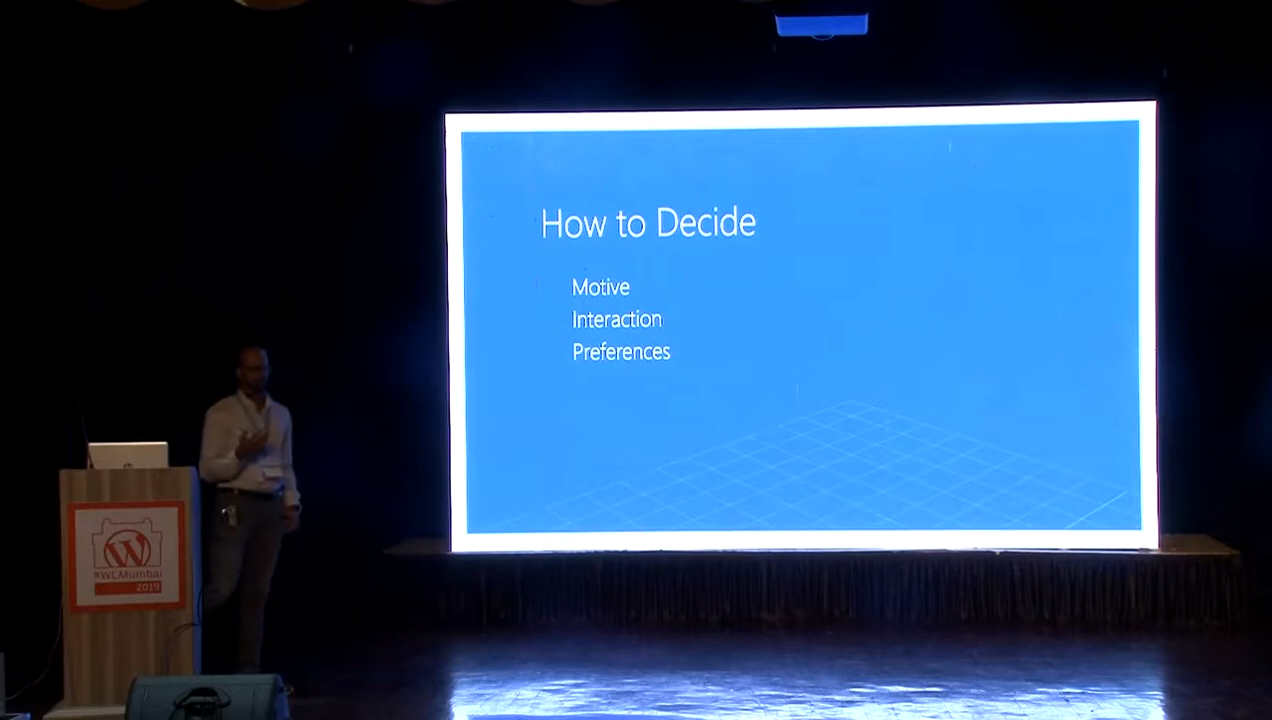 How to Decide
Motive
Interaction
Preferences
#WCMumbai
2019